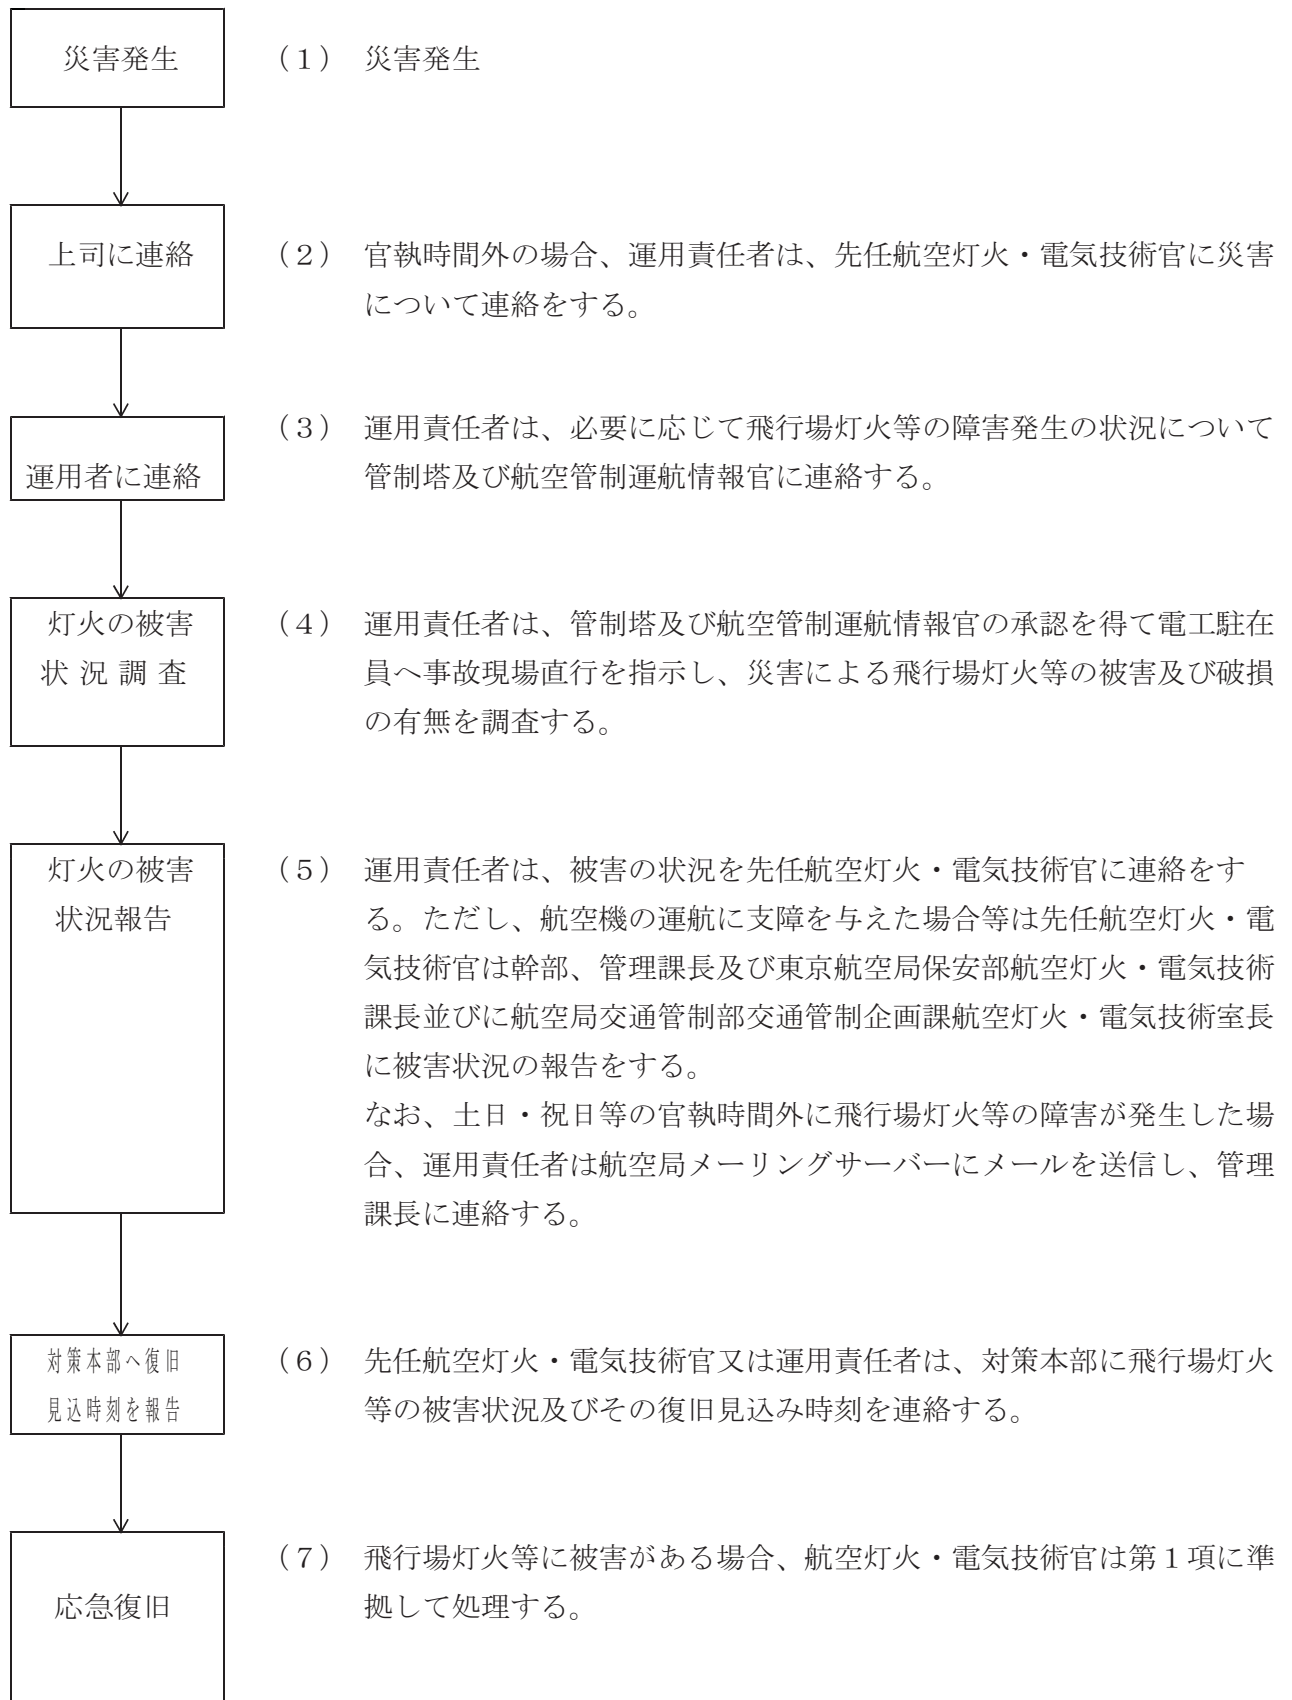 災害発生
（１） 災害発生
上司に連絡
（２） 官執時間外の場合、運用責任者は、先任航空灯火・電気技術官に災害
について連絡をする。
運用者に連絡
（３） 運用責任者は、必要に応じて飛行場灯火等の障害発生の状況について
管制塔及び航空管制運航情報官に連絡する。
灯火の被害
状 況 調 査
（４） 運用責任者は、管制塔及び航空管制運航情報官の承認を得て電工駐在
員へ事故現場直行を指示し、災害による飛行場灯火等の被害及び破損
の有無を調査する。
灯火の被害
状況報告
（５） 運用責任者は、被害の状況を先任航空灯火・電気技術官に連絡をす
る。ただし、航空機の運航に支障を与えた場合等は先任航空灯火・電
気技術官は幹部、管理課長及び東京航空局保安部航空灯火・電気技術
課長並びに航空局交通管制部交通管制企画課航空灯火・電気技術室長
に被害状況の報告をする。
なお、土日・祝日等の官執時間外に飛行場灯火等の障害が発生した場
合、運用責任者は航空局メーリングサーバーにメールを送信し、管理
課長に連絡する。
対策本部へ復旧
見込時刻を報告
（６） 先任航空灯火・電気技術官又は運用責任者は、対策本部に飛行場灯火
等の被害状況及びその復旧見込み時刻を連絡する。
応急復旧
（７） 飛行場灯火等に被害がある場合、航空灯火・電気技術官は第１項に準
拠して処理する。